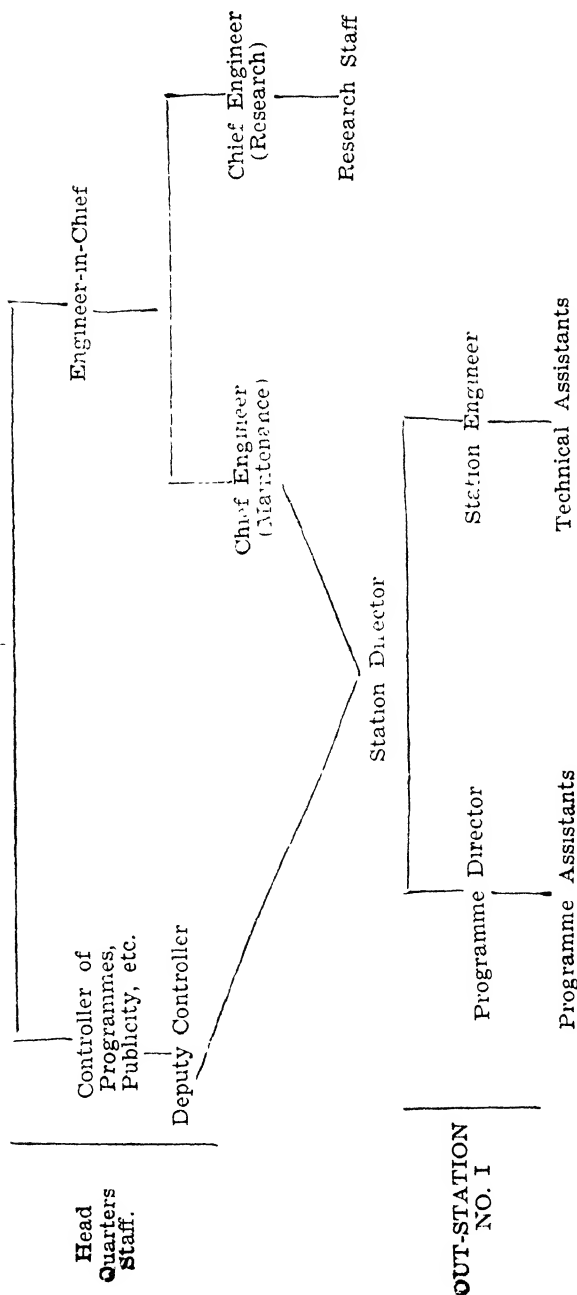 Head
Quarters
Staff.
Controller of
Programmes,
Publicity, etc.
Deputy Controller
Engineer-in-Chief
Chief Engineer
(Maintenance)
Chief Engineer
(Research)
Research Staff
Station Director
OUT-STATION
NO. I
Programme Director
Programme Assistants
Station Engineer
Technical Assistants